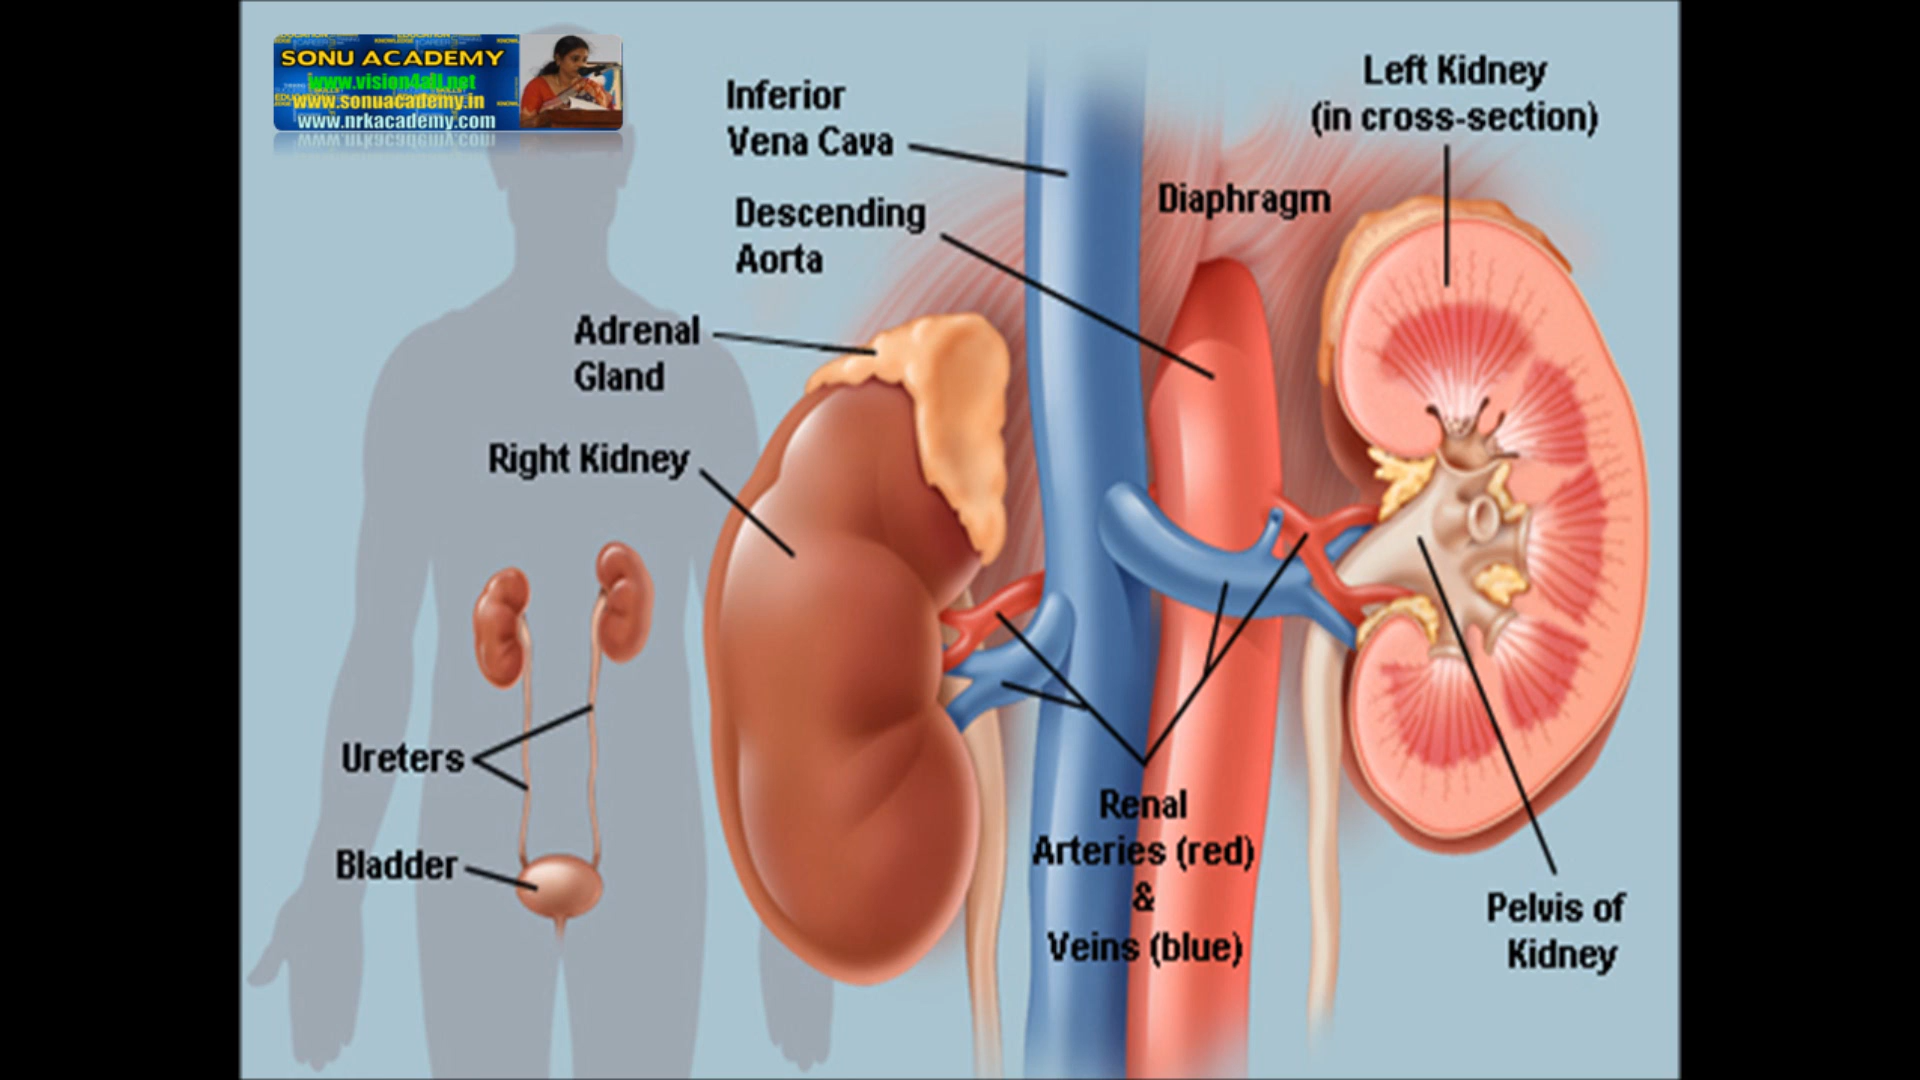 SONU ACADEMY
www.vision4all.net
www.sonuacademy.in
www.nrkacademy.com
Inferior
Vena Cava
Descending
Aorta
Adrenal
Gland
Right Kidney
Diaphragm
Left Kidney
(in cross-section)
Ureters
Bladder
Renal
Arteries (red)
&
Veins (blue)
Pelvis of
Kidney